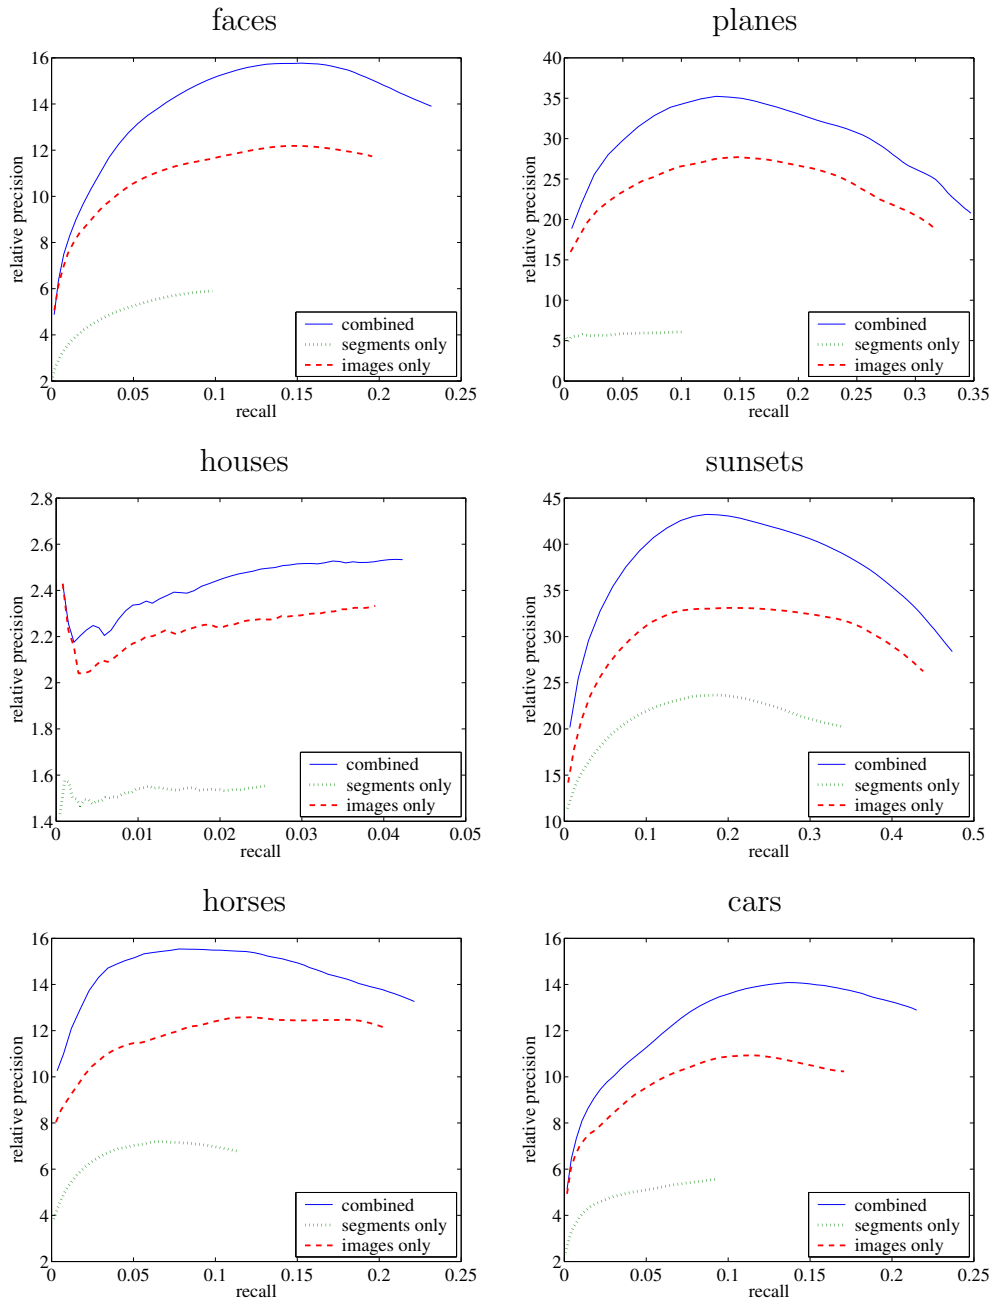 faces
16
14
12
10
8
6
4
2
relative precision
combined
segments only
images only
0
0.05
0.1
0.15
0.2
0.25
recall
planes
40
35
30
25
20
15
10
5
0
relative precision
combined
segments only
images only
0
0.05
0.1
0.15
0.2
0.25
0.3
0.35
recall
houses
2.8
2.6
2.4
2.2
2
1.8
1.6
1.4
relative precision
combined
segments only
images only
0
0.01
0.02
0.03
0.04
0.05
recall
sunsets
45
40
35
30
25
20
15
10
relative precision
combined
segments only
images only
0
0.1
0.2
0.3
0.4
0.5
recall
horses
16
14
12
10
8
6
4
2
relative precision
combined
segments only
images only
0
0.05
0.1
0.15
0.2
0.25
recall
cars
16
14
12
10
8
6
4
2
relative precision
combined
segments only
images only
0
0.05
0.1
0.15
0.2
0.25
recall